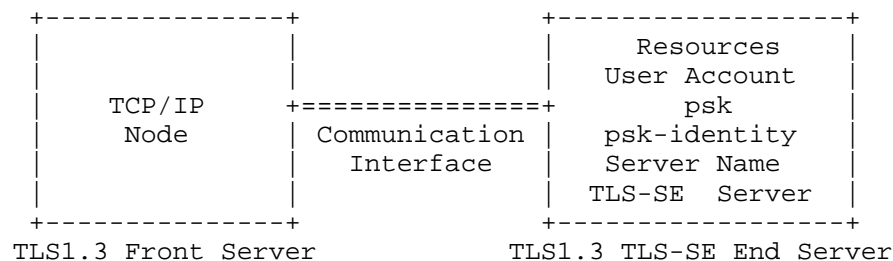 +---------------+ +------------------+
| | | Resources |
| | | User Account |
| TCP/IP +===============+ psk |
| Node | Communication | psk-identity |
| | Interface | Server Name |
| | | TLS-SE Server |
+---------------+ +------------------+
TLS1.3 Front Server TLS1.3 TLS-SE End Server